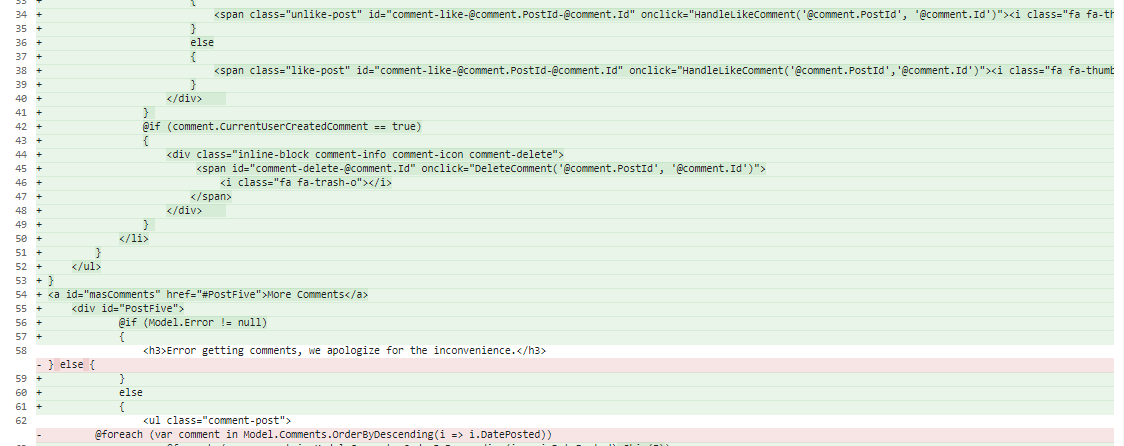 {
34 + <span class="unlike-post" id="comment-like-@comment.PostId-@comment.Id" onclick="HandleLikeComment('@comment.PostId', '@comment.Id')"><i class="fa fa-th
35 + }
36 + else
37 + {
38 + <span class="like-post" id="comment-like-@comment.PostId-@comment.Id" onclick="HandleLikeComment('@comment.PostId','@comment.Id')"><i class="fa fa-thumb
39 + }
40 + </div>
41 + }
42 + @if (comment.CurrentUserCreatedComment == true)
43 + {
44 + <div class="inline-block comment-info comment-icon comment-delete">
45 + <span id="comment-delete-@comment.Id" onclick="DeleteComment('@comment.PostId', '@comment.Id')">
46 + <i class="fa fa-trash-o"></i>
47 + </span>
48 + </div>
49 + }
50 + </li>
51 + }
52 + </ul>
53 + }
54 + <a id="masComments" href="#PostFive">More Comments</a>
55 + <div id="PostFive">
56 + @if (Model.Error != null)
57 + {
58 <h3>Error getting comments, we apologize for the inconvenience.</h3>
- } else {
59 + }
60 + else
61 + {
62 <ul class="comment-post">
- @foreach (var comment in Model.Comments.OrderByDescending(i => i.DatePosted))